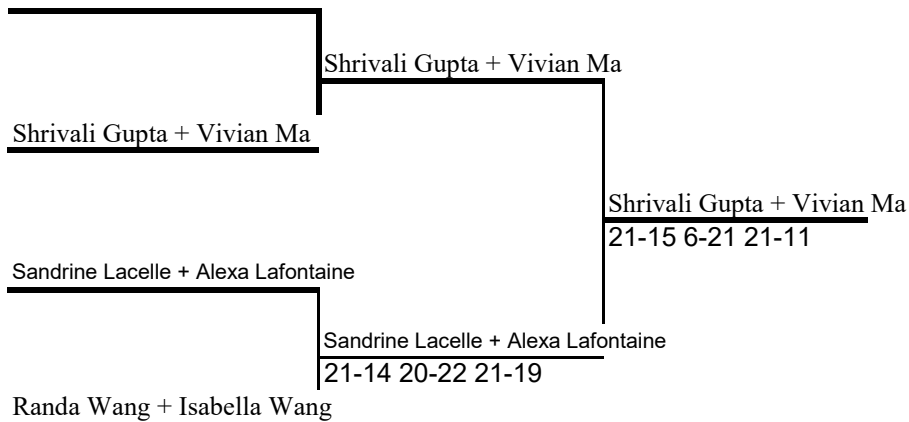 Shrivali Gupta + Vivian Ma
Shrivali Gupta + Vivian Ma
Shrivali Gupta + Vivian Ma
21-15 6-21 21-11
Sandrine Lacelle + Alexa Lafontaine
Sandrine Lacelle + Alexa Lafontaine
21-14 20-22 21-19
Randa Wang + Isabella Wang